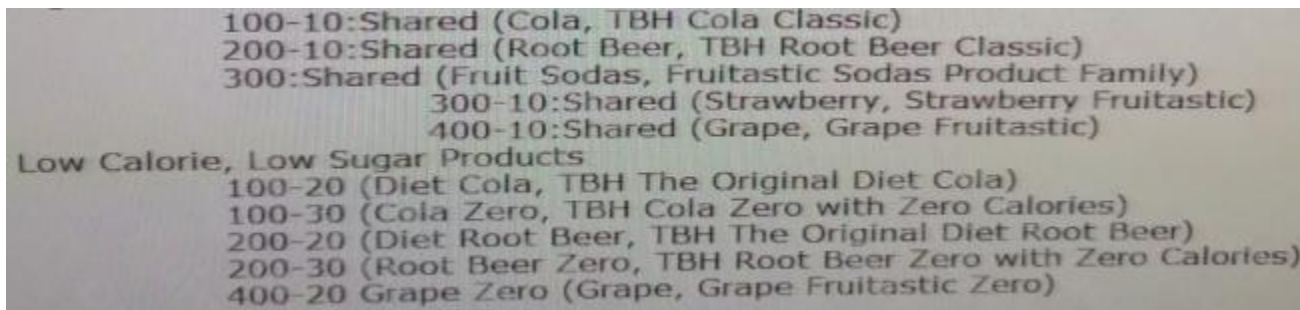 100-10:Shared (Cola, TBH Cola Classic)
200-10:Shared (Root Beer, TBH Root Beer Classic)
300:Shared (Fruit Sodas, Fruitastic Sodas Product Family)
300-10:Shared (Strawberry, Strawberry Fruitastic)
400-10:Shared (Grape, Grape Fruitastic)
Low Calorie, Low Sugar Products
100-20 (Diet Cola, TBH The Original Diet Cola)
100-30 (Cola Zero, TBH Cola Zero with Zero Calories)
200-20 (Diet Root Beer, TBH The Original Diet Root Beer)
200-30 (Root Beer Zero, TBH Root Beer Zero with Zero Calories)
400-20 Grape Zero (Grape, Grape Fruitastic Zero)